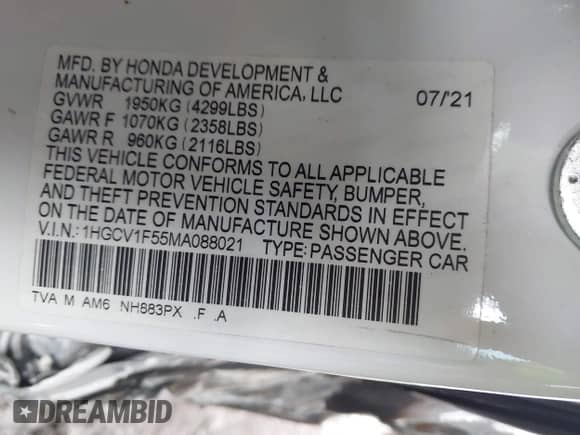 MFD. BY HONDA DEVELOPMENT &
MANUFACTURING OF AMERICA, LLC 07/'21
GVWR 1950KG (4299LBS)
GAWR F 1070KG (2358LBS)
GAWR R 960KG (2116LBS)
THIS VEHICLE CONFORMS TO ALL APPLICABLE
FEDERAL MOTOR VEHICLE SAFETY, BUMPER,
AND THEFT PREVENTION STANDARDS IN EFFECT
ON THE DATE OF MANUFACTURE SHOWN ABOVE.
V.I.N.:1HGCV1F55MA088021 TYPE:PASSENGER CAR
TVA M AM6 NH883PX .F .A
DREAMBID